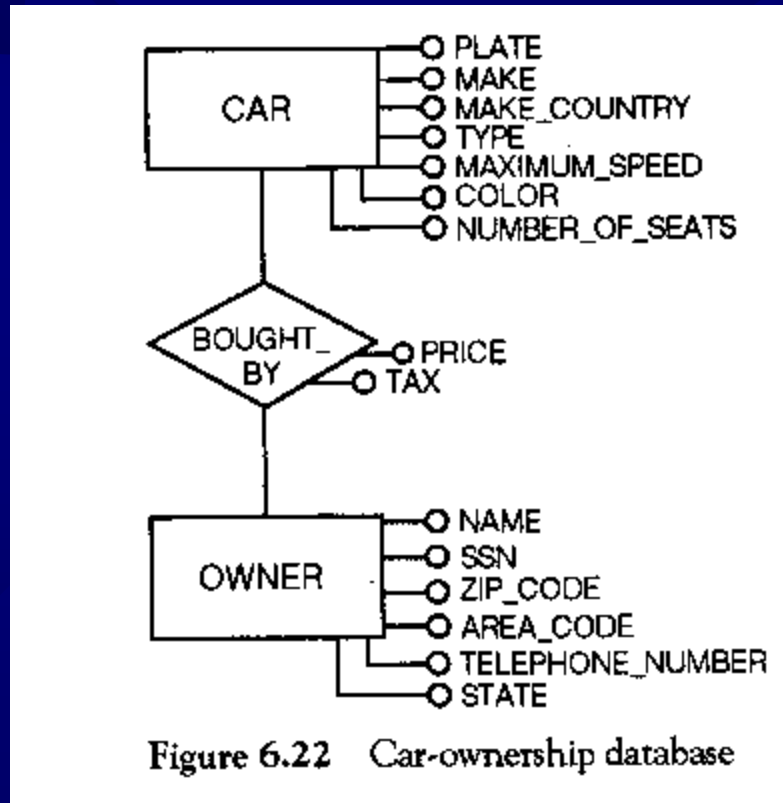 CAR
PLATE
MAKE
MAKE_COUNTRY
TYPE
MAXIMUM_SPEED
COLOR
NUMBER_OF_SEATS
BOUGHT_
BY
PRICE
TAX
OWNER
NAME
SSN
ZIP_CODE
AREA_CODE
TELEPHONE_NUMBER
STATE
Figure 6.22 Car-ownership database